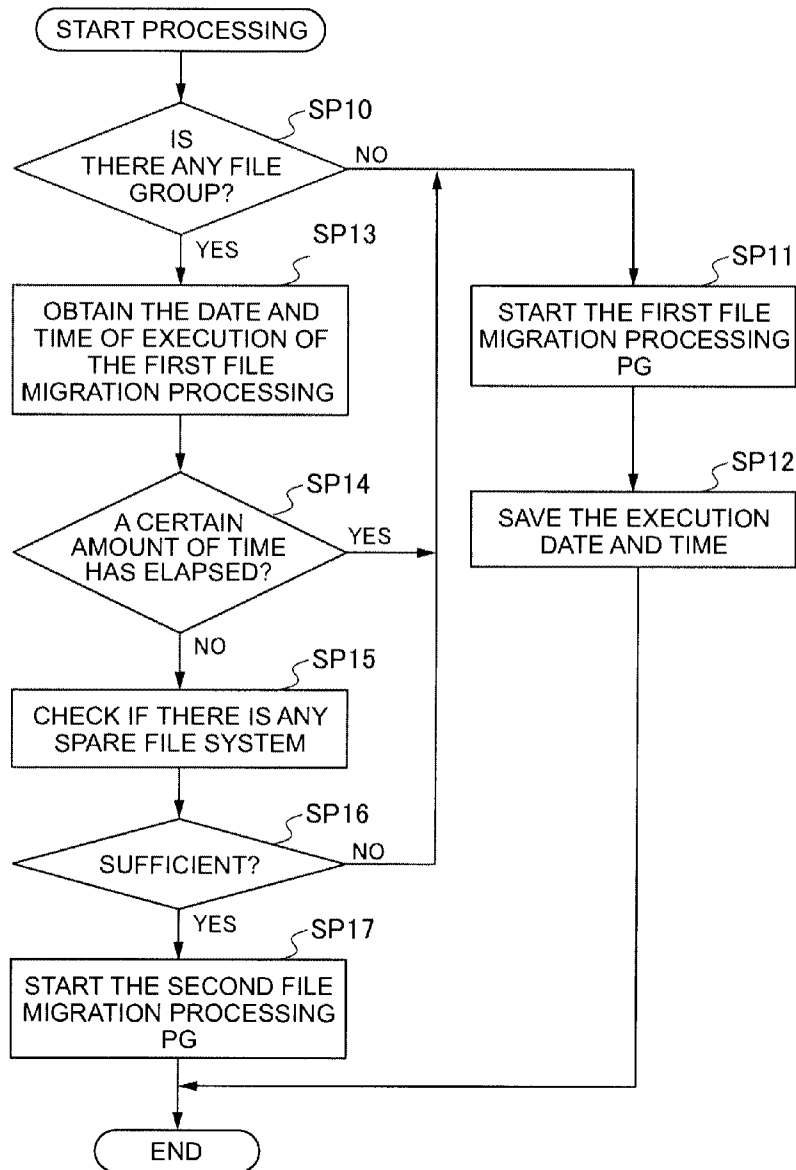 START PROCESSING
SP10
IS
THERE ANY FILE
GROUP?
NO
YES
SP13
OBTAIN THE DATE AND
TIME OF EXECUTION OF
THE FIRST FILE
MIGRATION PROCESSING
SP11
START THE FIRST FILE
MIGRATION PROCESSING
PG
SP14
A CERTAIN
AMOUNT OF TIME
HAS ELAPSED?
YES
NO
SP12
SAVE THE EXECUTION
DATE AND TIME
SP15
CHECK IF THERE IS ANY
SPARE FILE SYSTEM
SP16
SUFFICIENT?
NO
YES
SP17
START THE SECOND FILE
MIGRATION PROCESSING
PG
END